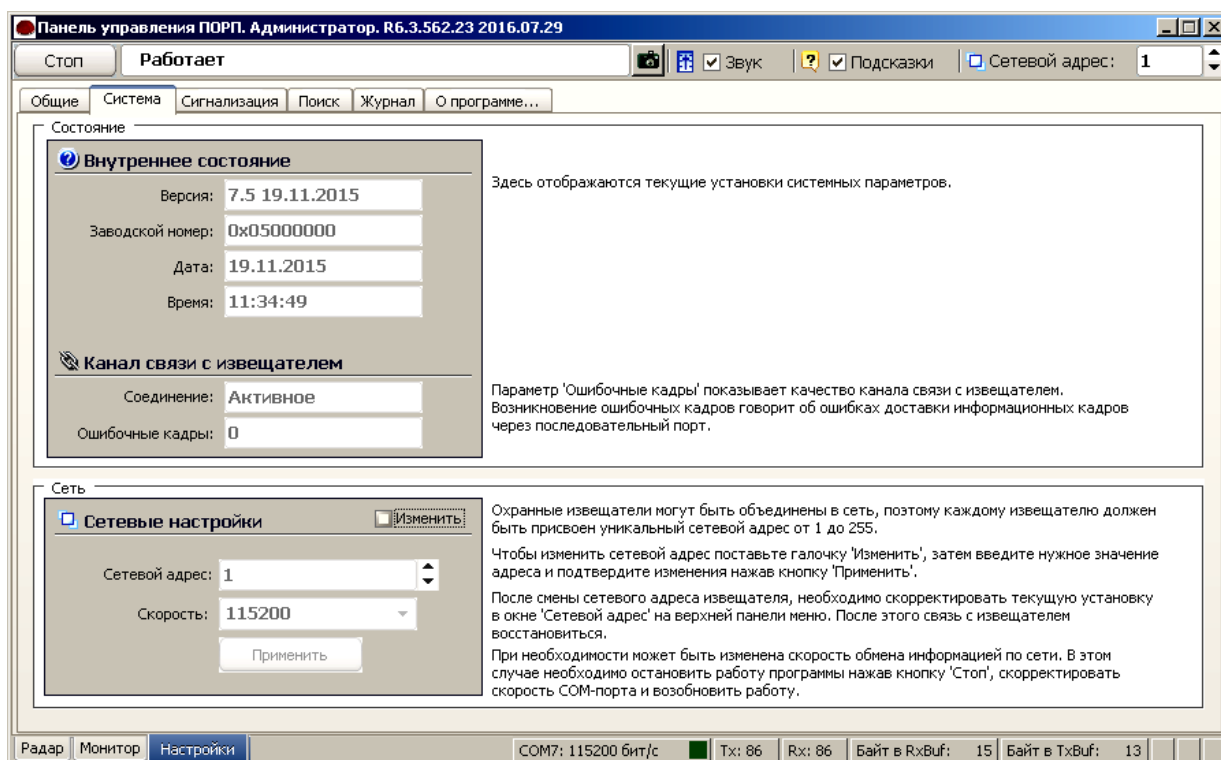 Панель управления ПОРП. Администратор. R6.3.562.23 2016.07.29
Стоп Работает Звук Подсказки Сетевой адрес: 1
Общие Система Сигнализация Поиск Журнал О программе...
Состояние
Внутреннее состояние
Версия: 7.5 19.11.2015
Заводской номер: 0x05000000
Дата: 19.11.2015
Время: 11:34:49
Здесь отображаются текущие установки системных параметров.
Канал связи с извещателем
Соединение: Активное
Ошибочные кадры: 0
Параметр 'Ошибочные кадры' показывает качество канала связи с извещателем.
Возникновение ошибочных кадров говорит об ошибках доставки информационных кадров
через последовательный порт.
Сеть
Сетевые настройки Изменить
Сетевой адрес: 1
Скорость: 115200
Применить
Охранные извещатели могут быть объединены в сеть, поэтому каждому извещателю должен
быть присвоен уникальный сетевой адрес от 1 до 255.
Чтобы изменить сетевой адрес поставьте галочку 'Изменить', затем введите нужное значение
адреса и подтвердите изменения нажав кнопку 'Применить'.
После смены сетевого адреса извещателя, необходимо скорректировать текущую установку
в окне 'Сетевой адрес' на верхней панели меню. После этого связь с извещателем
восстановиться.
При необходимости может быть изменена скорость обмена информацией по сети. В этом
случае необходимо остановить работу программы нажав кнопку 'Стоп', скорректировать
скорость COM-порта и возобновить работу.
Радар Монитор Настройки COM7: 115200 бит/с Tx: 86 Rx: 86 Байт в RxBuf: 15 Байт в TxBuf: 13